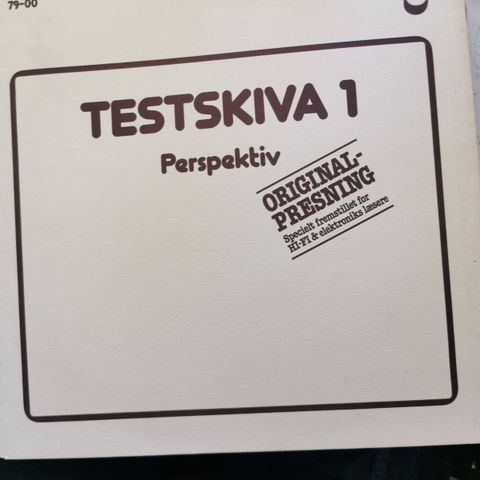 79-00
TESTSKIVA 1
Perspektiv
ORIGINAL-
PRESNING
Specielt fremstillet for
HI-FI & elektroniks læsere